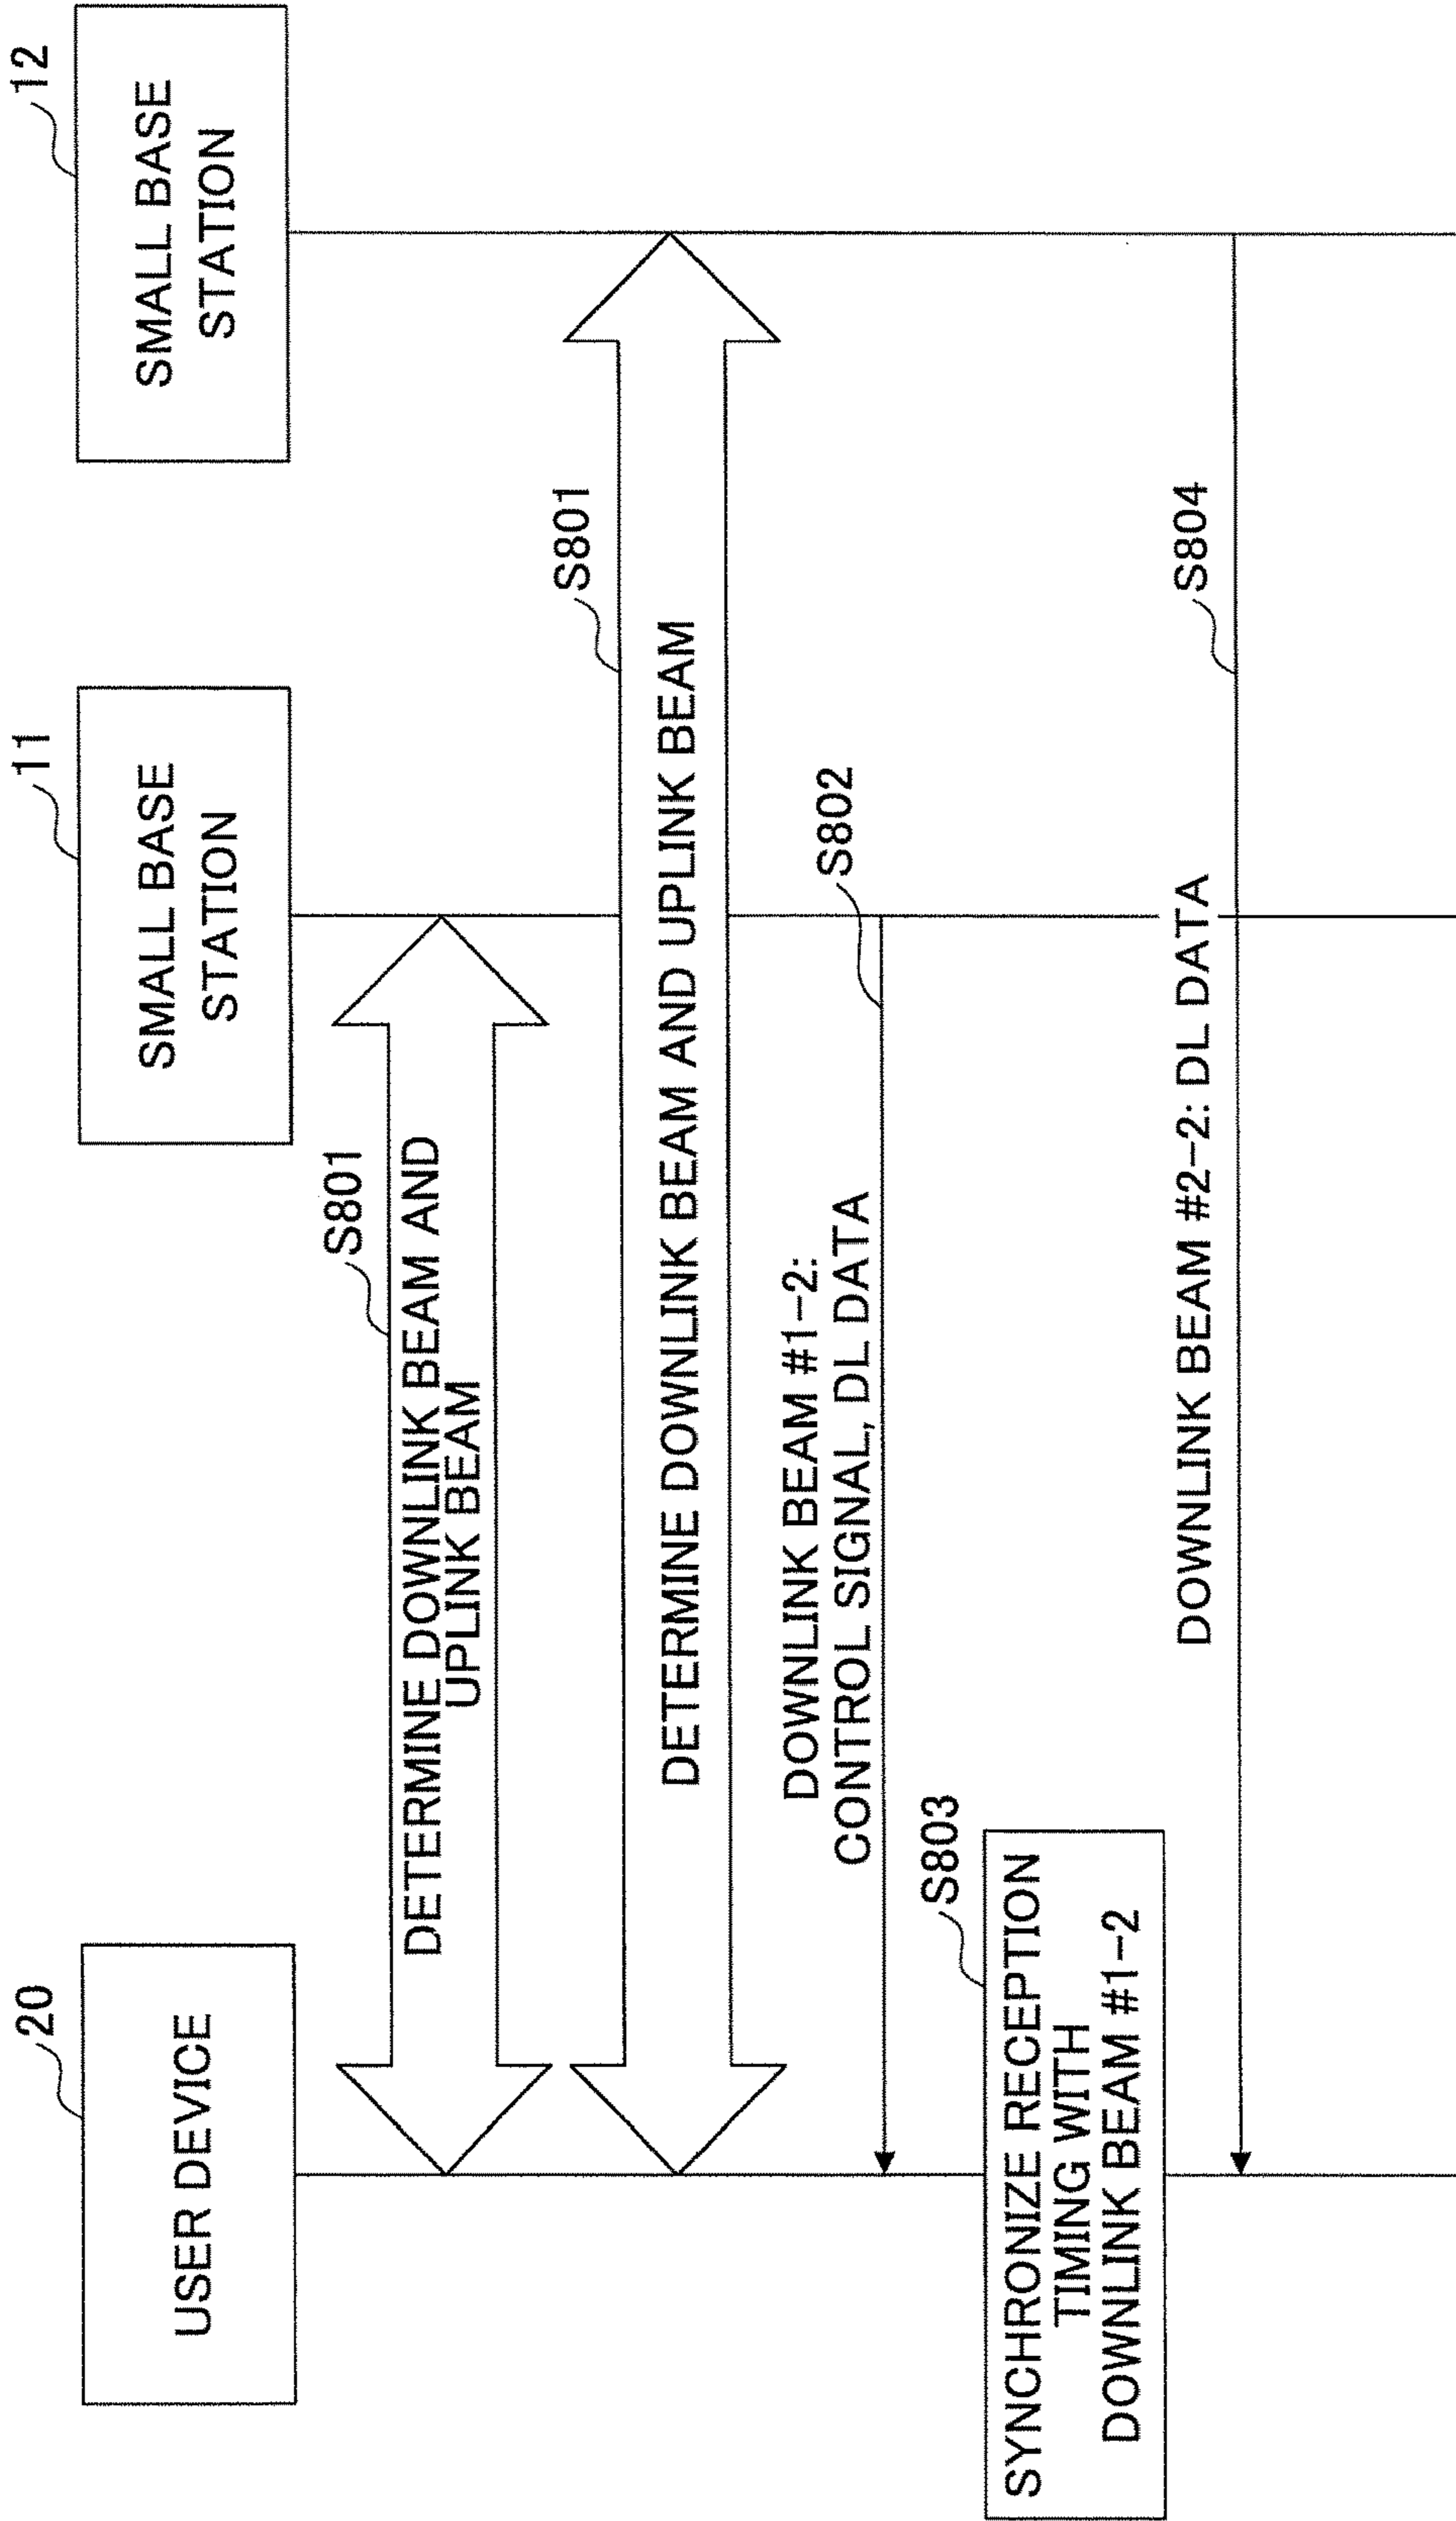 20
USER DEVICE
11
SMALL BASE
STATION
12
SMALL BASE
STATION
S801
DETERMINE DOWNLINK BEAM AND
UPLINK BEAM
S801
DETERMINE DOWNLINK BEAM AND UPLINK BEAM
S802
DOWNLINK BEAM #1-2:
CONTROL SIGNAL, DL DATA
S803
SYNCHRONIZE RECEPTION
TIMING WITH
DOWNLINK BEAM #1-2
S804
DOWNLINK BEAM #2-2: DL DATA